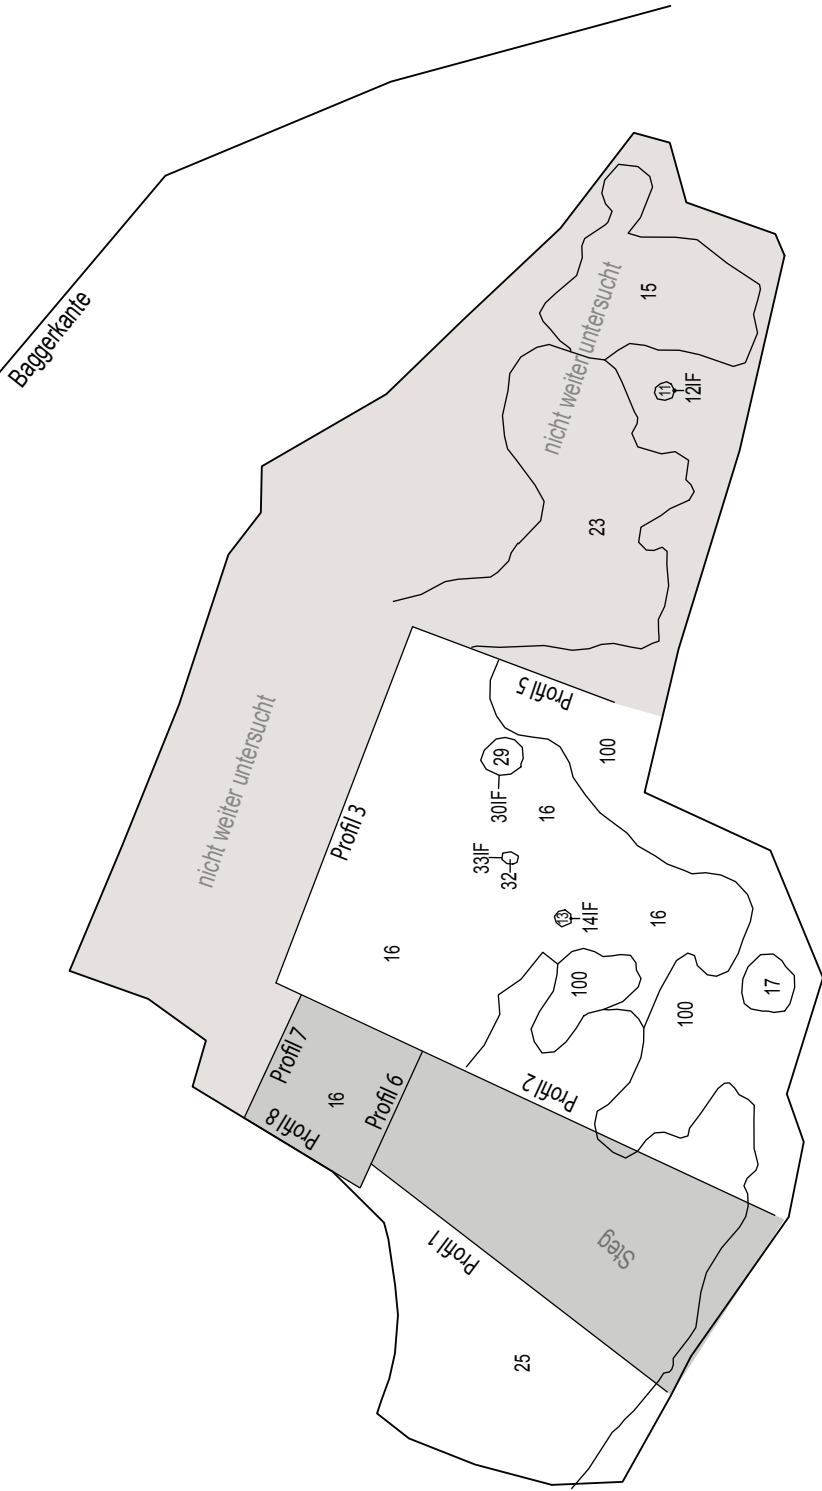 Baggerkante
nicht weiter untersucht
15
11
12IF
23
nicht weiter untersucht
Profil 5
100
29
30IF
16
Profil 3
33IF
32
13
14IF
16
16
100
100
17
Profil 7
16
Profil 8
Profil 6
Profil 2
Profil 1
Steg
25